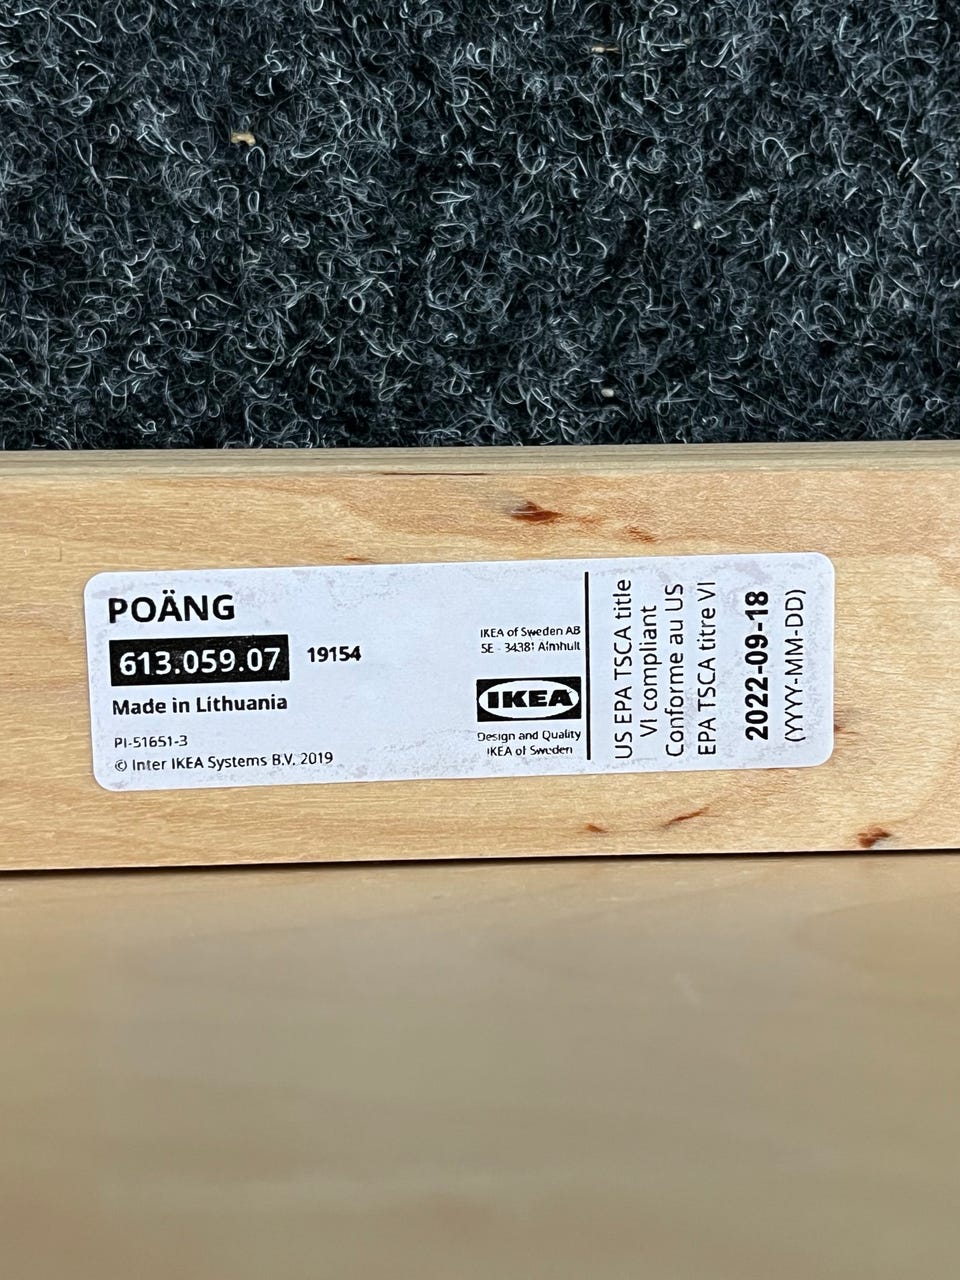 POÄNG
613.059.07 19154
Made in Lithuania
PI-51651-3
© Inter IKEA Systems B.V. 2019
IKEA of Sweden AB
SE - 34381 Älmhult
IKEA
Design and Quality
IKEA of Sweden
US EPA TSCA title
VI compliant
Conforme au US
EPA TSCA titre VI
2022-09-18
(YYYY-MM-DD)